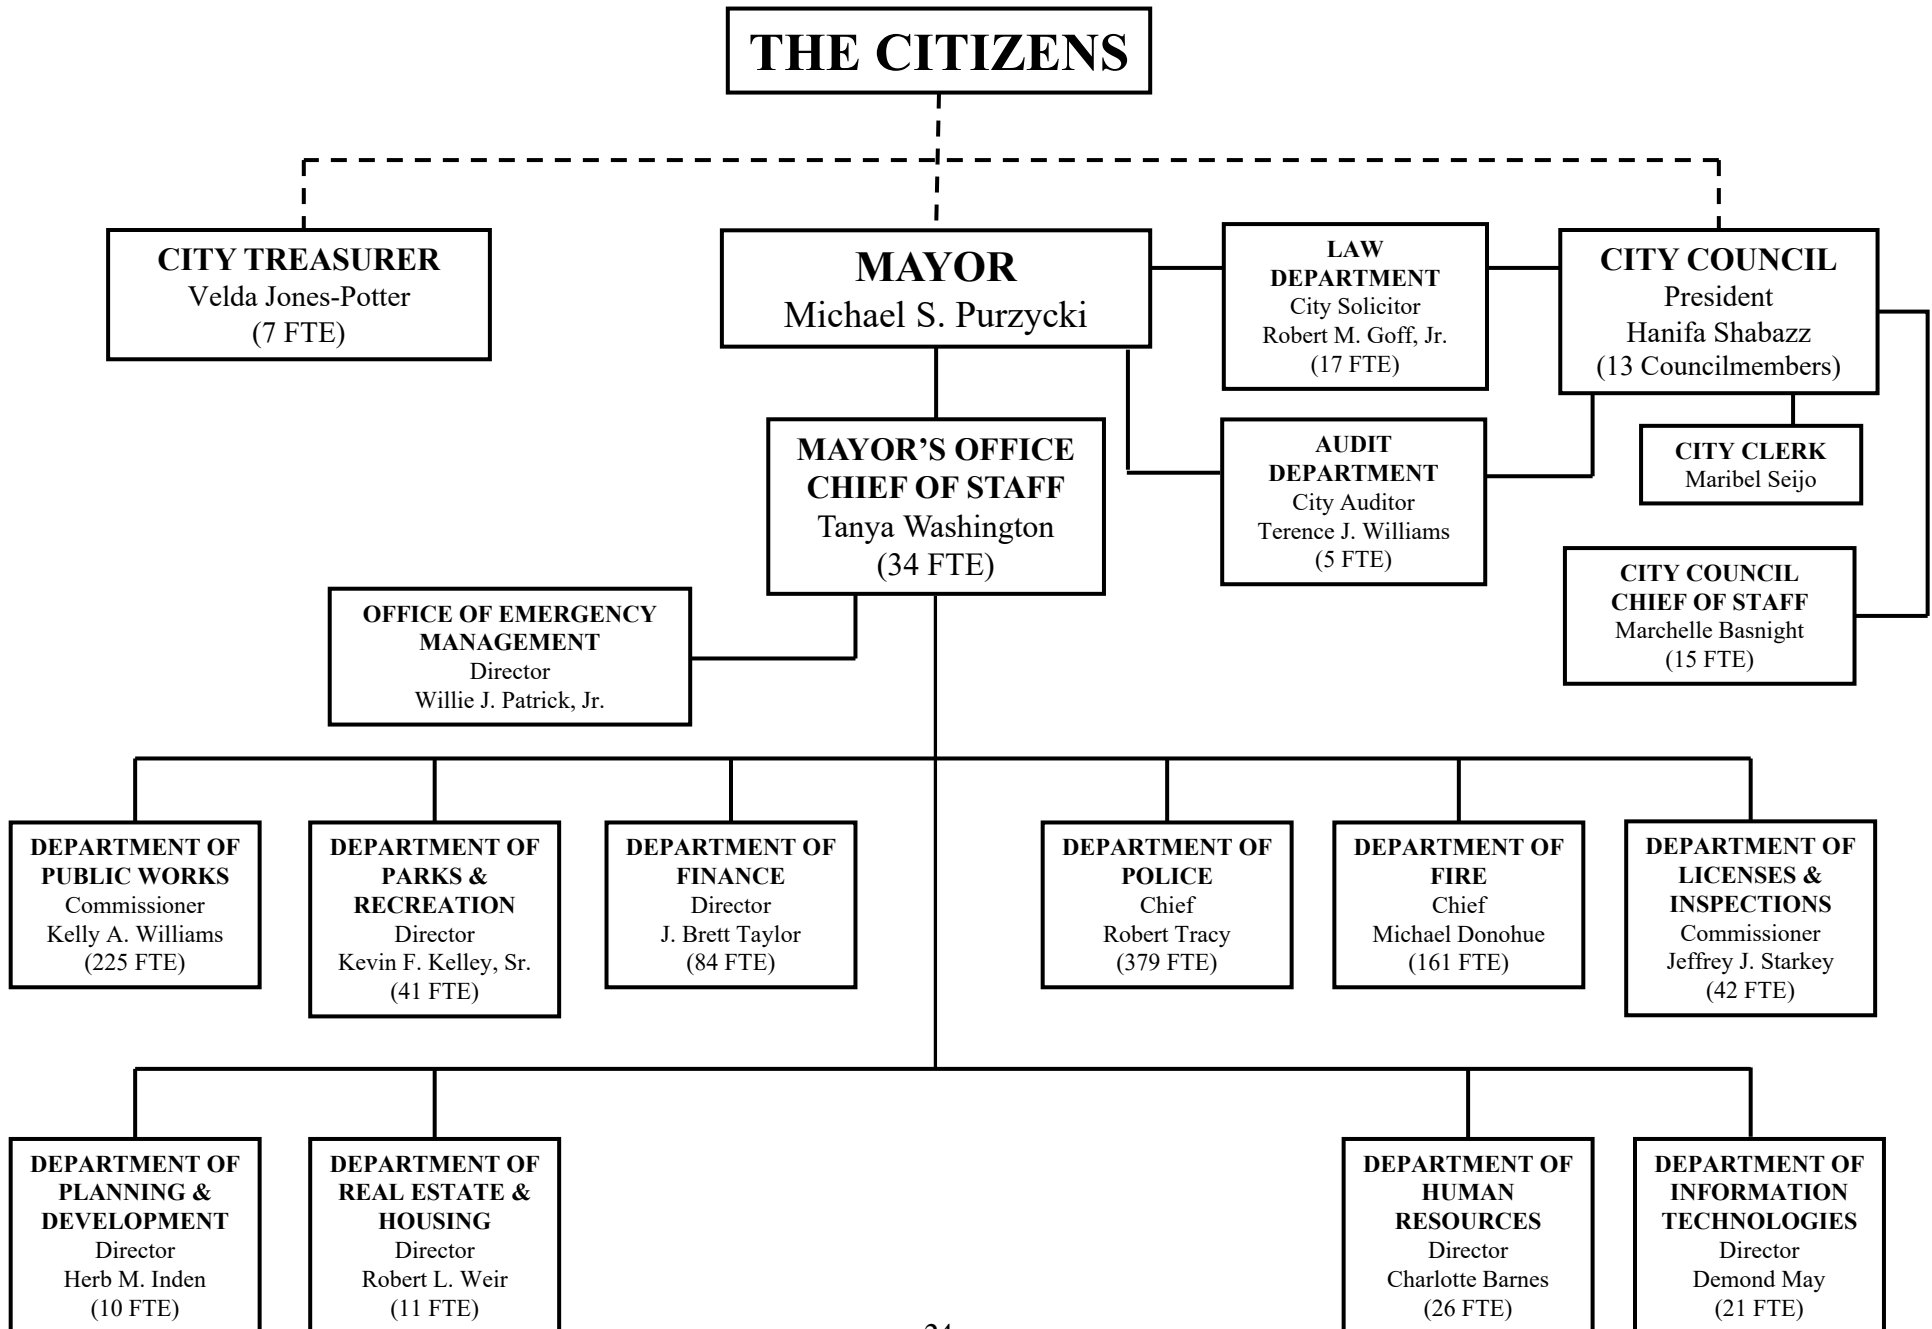 THE CITIZENS
CITY TREASURER
Velda Jones-Potter
(7 FTE)
MAYOR
Michael S. Purzycki
LAW
DEPARTMENT
City Solicitor
Robert M. Goff, Jr.
(17 FTE)
CITY COUNCIL
President
Hanifa Shabazz
(13 Councilmembers)
MAYOR’S OFFICE
CHIEF OF STAFF
Tanya Washington
(34 FTE)
AUDIT
DEPARTMENT
City Auditor
Terence J. Williams
(5 FTE)
CITY CLERK
Maribel Seijo
CITY COUNCIL
CHIEF OF STAFF
Marchelle Basnight
(15 FTE)
OFFICE OF EMERGENCY
MANAGEMENT
Director
Willie J. Patrick, Jr.
DEPARTMENT OF
PUBLIC WORKS
Commissioner
Kelly A. Williams
(225 FTE)
DEPARTMENT OF
PARKS &
RECREATION
Director
Kevin F. Kelley, Sr.
(41 FTE)
DEPARTMENT OF
FINANCE
Director
J. Brett Taylor
(84 FTE)
DEPARTMENT OF
POLICE
Chief
Robert Tracy
(379 FTE)
DEPARTMENT OF
FIRE
Chief
Michael Donohue
(161 FTE)
DEPARTMENT OF
LICENSES &
INSPECTIONS
Commissioner
Jeffrey J. Starkey
(42 FTE)
DEPARTMENT OF
PLANNING &
DEVELOPMENT
Director
Herb M. Inden
(10 FTE)
DEPARTMENT OF
REAL ESTATE &
HOUSING
Director
Robert L. Weir
(11 FTE)
DEPARTMENT OF
HUMAN
RESOURCES
Director
Charlotte Barnes
(26 FTE)
DEPARTMENT OF
INFORMATION
TECHNOLOGIES
Director
Demond May
(21 FTE)